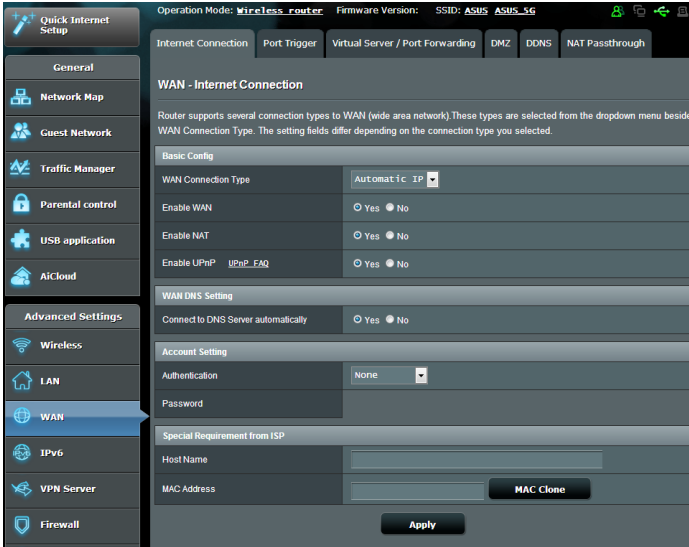 Quick Internet
Setup
Operation Mode: Wireless router Firmware Version: SSID: ASUS ASUS_5G
Internet Connection Port Trigger Virtual Server / Port Forwarding DMZ DDNS NAT Passthrough
General
Network Map
Guest Network
Traffic Manager
Parental control
USB application
AiCloud
Advanced Settings
Wireless
LAN
WAN
IPv6
VPN Server
Firewall
WAN - Internet Connection
Router supports several connection types to WAN (wide area network).These types are selected from the dropdown menu beside
WAN Connection Type. The setting fields differ depending on the connection type you selected.
Basic Config
WAN Connection Type Automatic IP
Enable WAN Yes No
Enable NAT Yes No
Enable UPnP UPnP FAQ Yes No
WAN DNS Setting
Connect to DNS Server automatically Yes No
Account Setting
Authentication None
Password
Special Requirement from ISP
Host Name
MAC Address MAC Clone
Apply